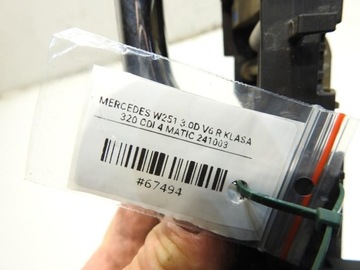 MERCEDES W251 3.0D V6 R KLASA
320 CDI 4 MATIC 241003
#67494